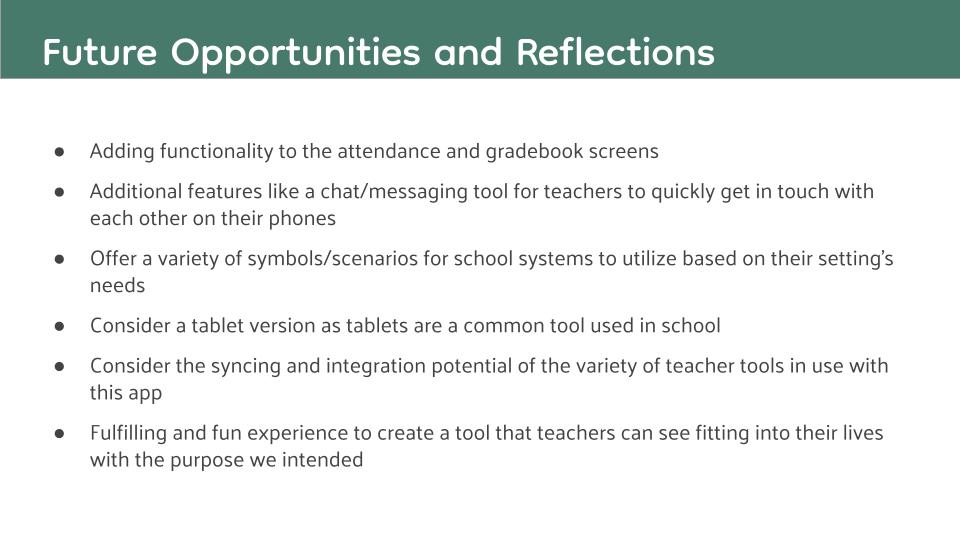 Future Opportunities and Reflections
● Adding functionality to the attendance and gradebook screens
● Additional features like a chat/messaging tool for teachers to quickly get in touch with
each other on their phones
● Offer a variety of symbols/scenarios for school systems to utilize based on their setting’s
needs
● Consider a tablet version as tablets are a common tool used in school
● Consider the syncing and integration potential of the variety of teacher tools in use with
this app
● Fulfilling and fun experience to create a tool that teachers can see fitting into their lives
with the purpose we intended